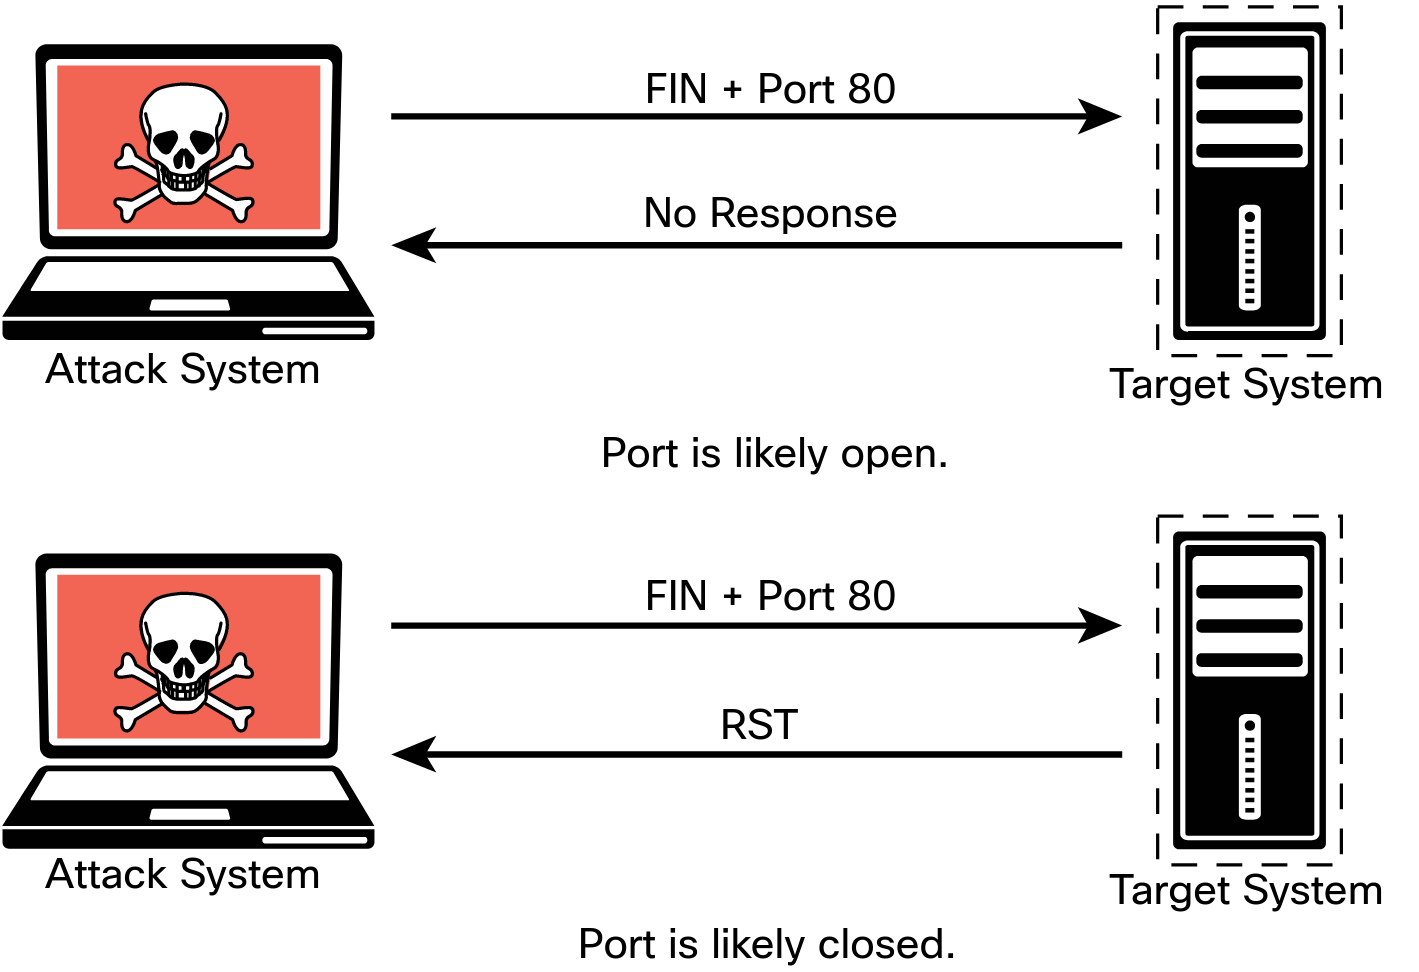 FIN + Port 80
No Response
Attack System
Target System
Port is likely open.
FIN + Port 80
RST
Attack System
Target System
Port is likely closed.